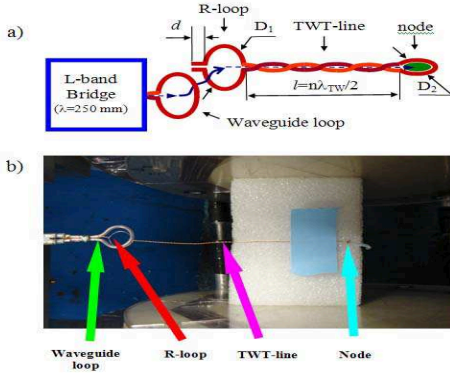 a)
d
R-loop
D1
TWT-line
node
L-band
Bridge
(λ=250 mm)
l=nλTW/2
D2
Waveguide loop
b)
Waveguide
loop
R-loop
TWT-line
Node